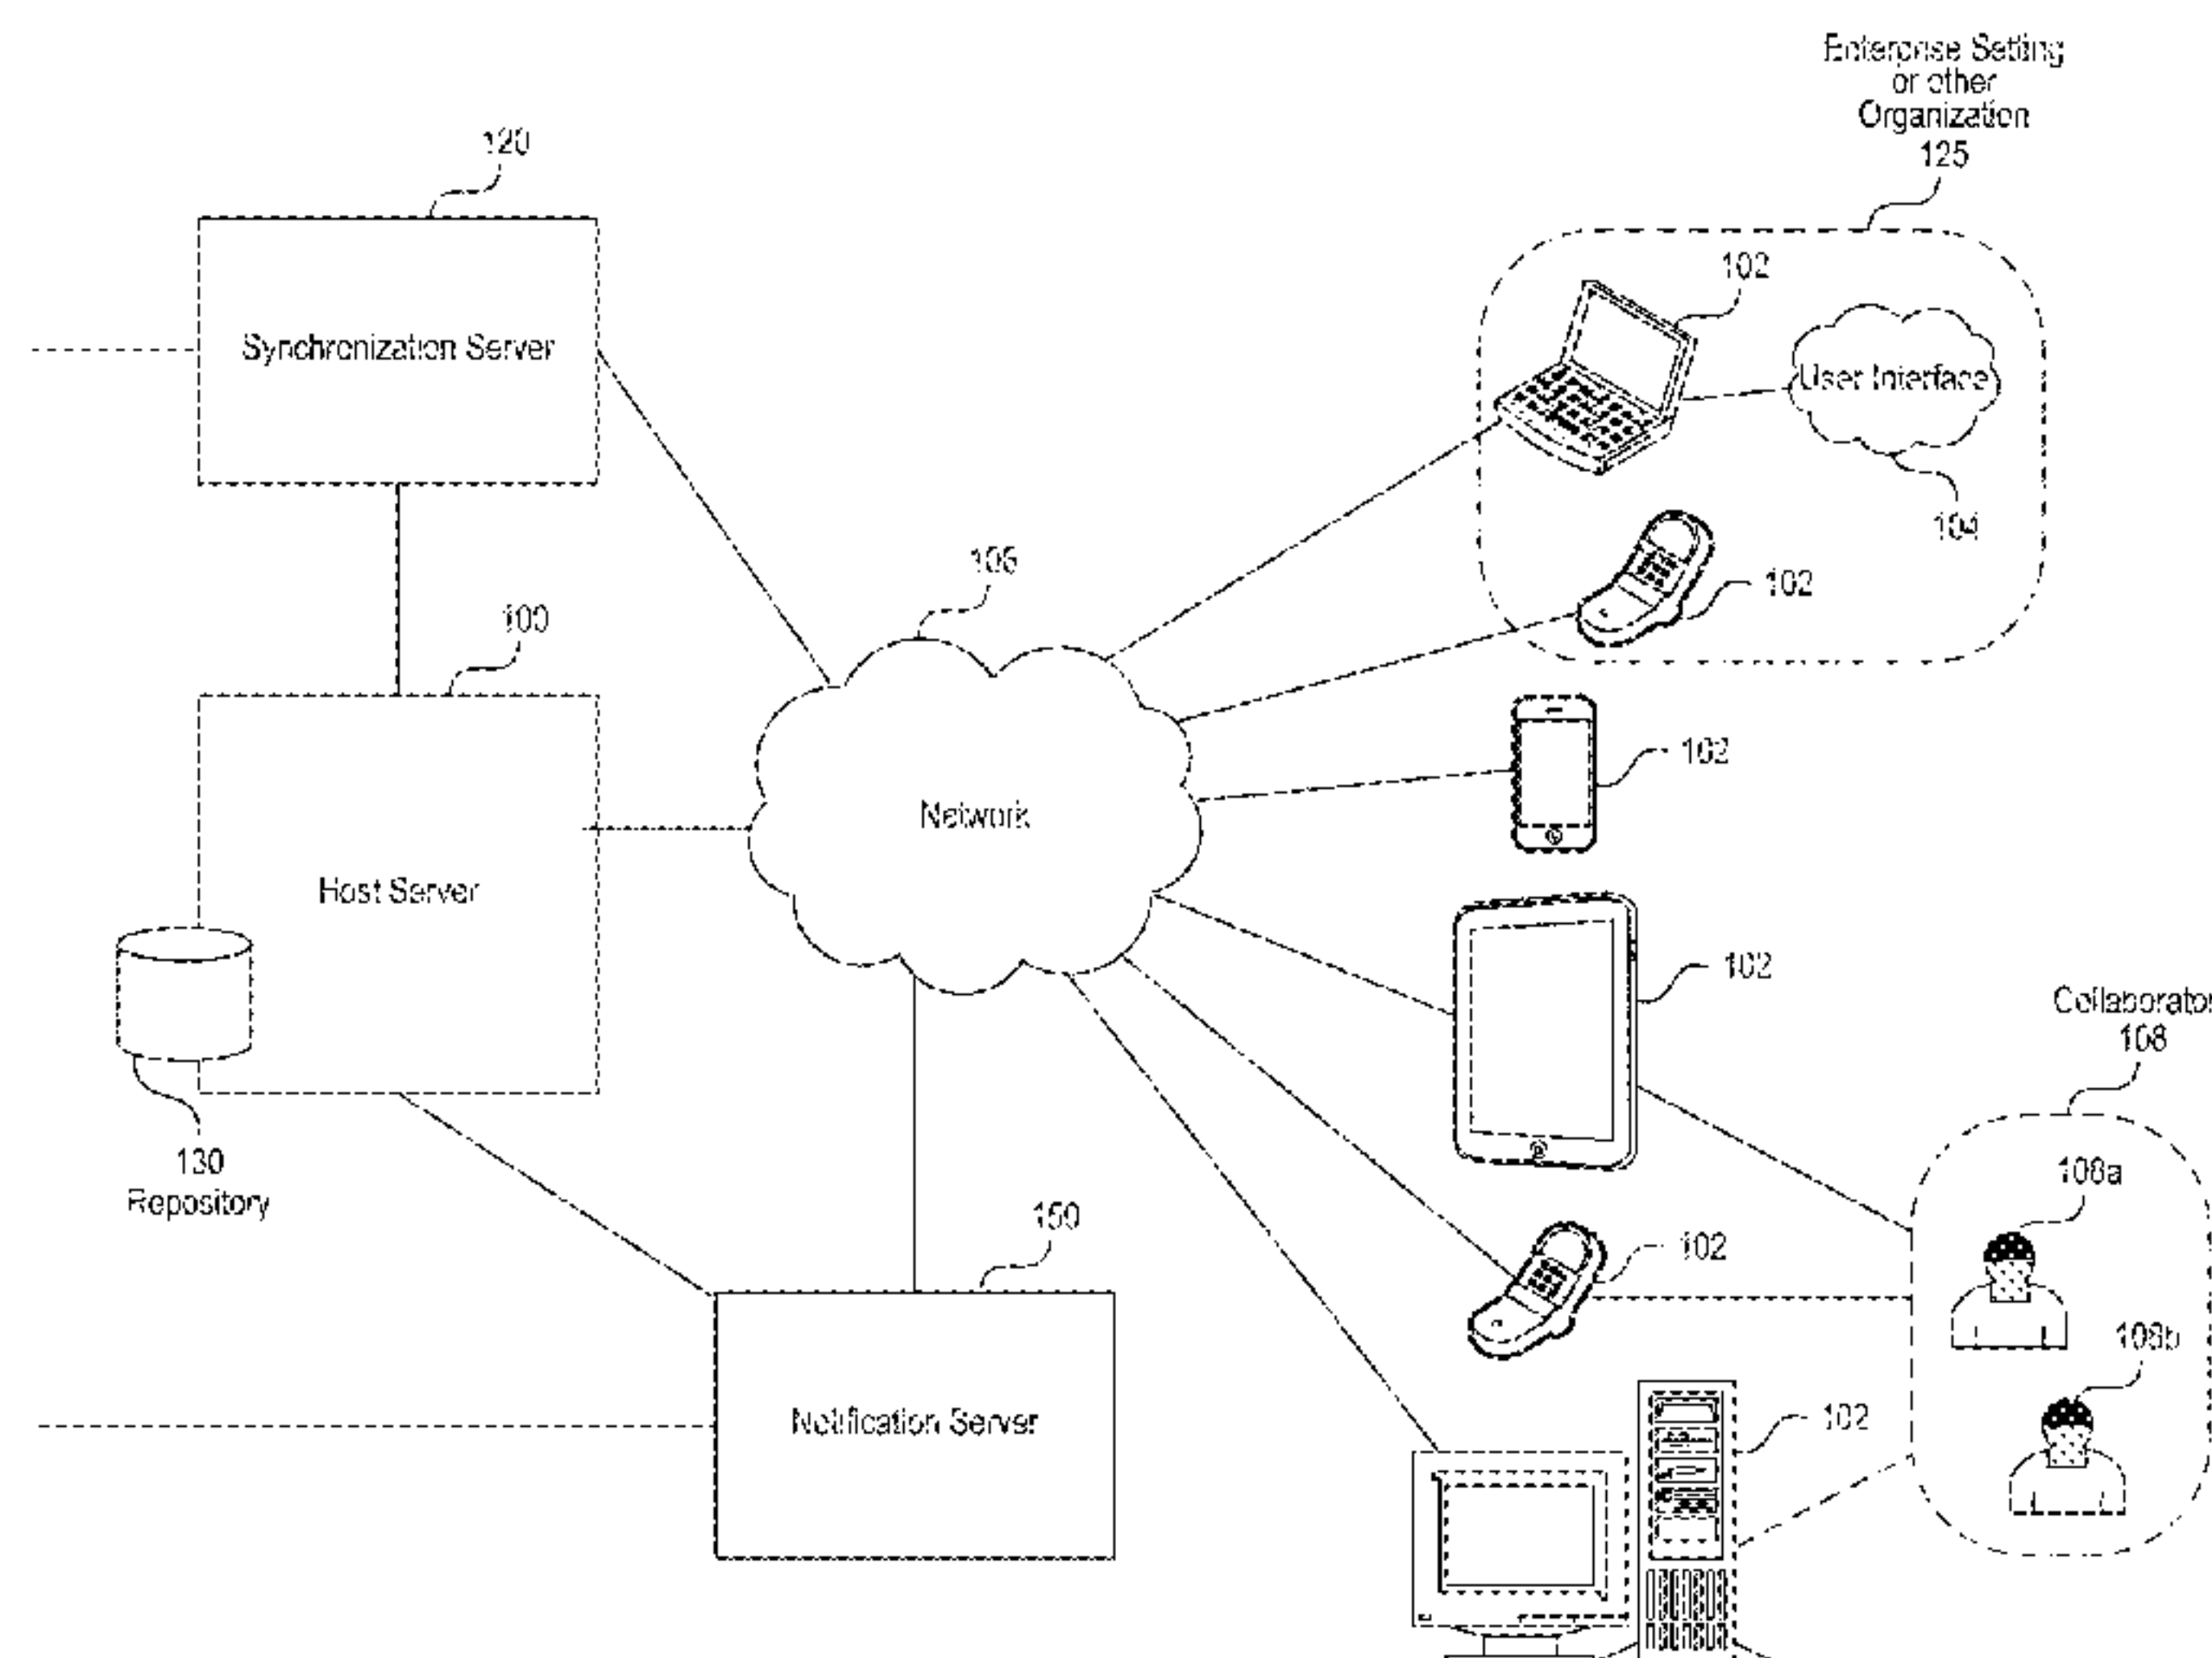 Enterprise Setting
or other
Organization
125
120
102
Synchronization Server
User Interface
104
106
102
100
102
Network
Host Server
102
Collaborator
108
130
Repository
108a
150
102
108b
102
Notification Server